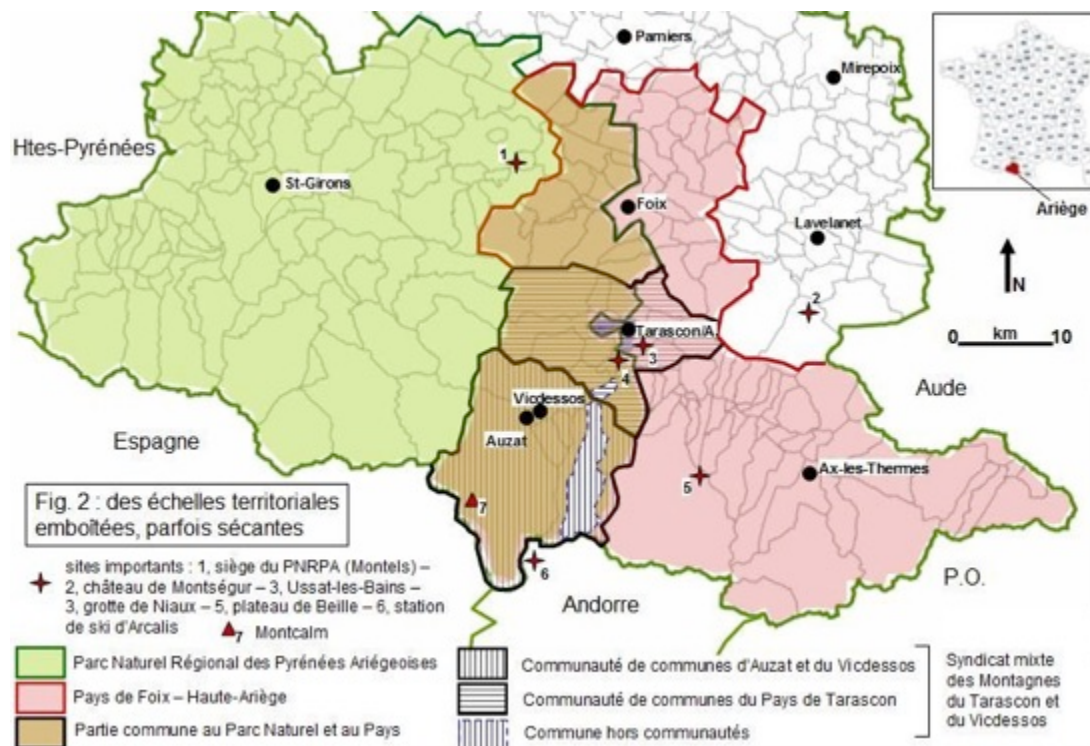 Pamiers
Mirepoix
Htes-Pyrénées
1
St-Girons
Foix
Ariège
Lavelanet
N
2
0 km 10
Tarascon/A.
3
4
Aude
Vicdessos
Auzat
Espagne
Ax-les-Thermes
5
7
6
Andorre
P.O.
Fig. 2 : des échelles territoriales
emboîtées, parfois sécantes
sites importants : 1, siège du PNRPA (Montels) –
2, château de Montségur – 3, Ussat-les-Bains –
3, grotte de Niaux – 5, plateau de Beille – 6, station
de ski d'Arcalis
7 Montcalm
Parc Naturel Régional des Pyrénées Ariégeoises
Pays de Foix – Haute-Ariège
Partie commune au Parc Naturel et au Pays
Communauté de communes d'Auzat et du Vicdessos
Communauté de communes du Pays de Tarascon
Commune hors communautés
Syndicat mixte
des Montagnes
du Tarascon et
du Vicdessos